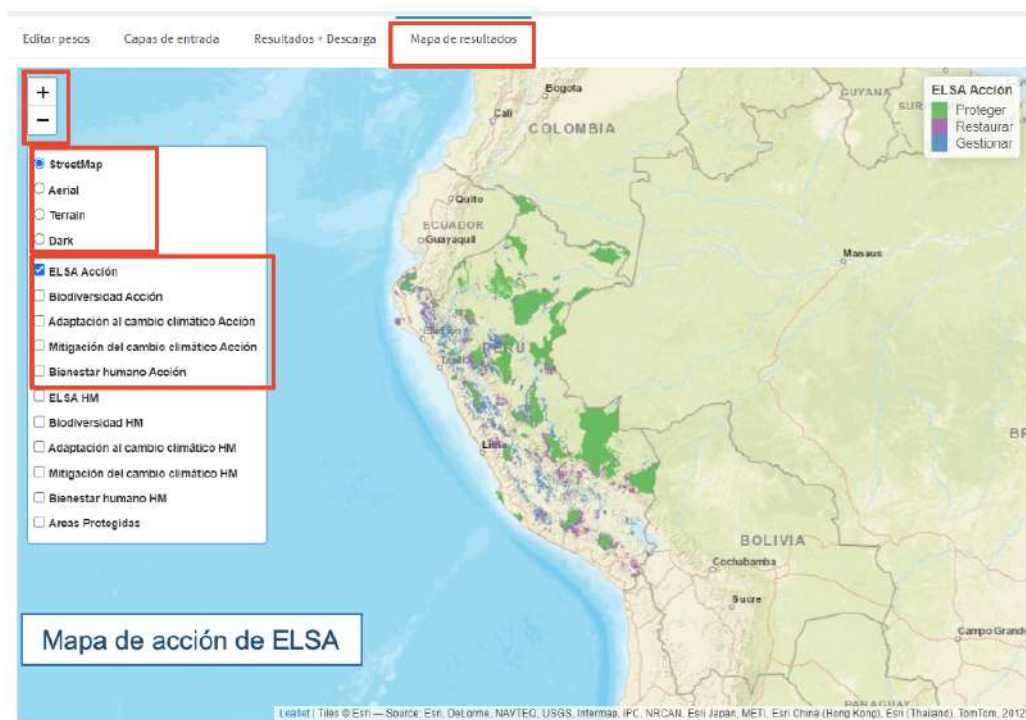 Editar pesos
Capas de entrada
Resultados + Descarga
Mapa de resultados
+
−
StreetMap
Aerial
Terrain
Dark
ELSA Acción
Biodiversidad Acción
Adaptación al cambio climático Acción
Mitigación del cambio climático Acción
Bienestar humano Acción
ELSA HM
Biodiversidad HM
Adaptación al cambio climático HM
Mitigación del cambio climático HM
Bienestar humano HM
Areas Protegidas
ELSA Acción
Proteger
Restaurar
Gestionar
Bogota
Cali
COLOMBIA
GUYANA
Quito
ECUADOR
Guayaquil
Manaus
PERU
Lima
BOLIVIA
Cochabamba
Sucre
Campo Grande
PARAGUAY
Mapa de acción de ELSA
Leaflet | Tiles © Esri — Source: Esri, DeLorme, NAVTEQ, USGS, Intermap, iPC, NRCAN, Esri Japan, METI, Esri China (Hong Kong), Esri (Thailand), TomTom, 2012